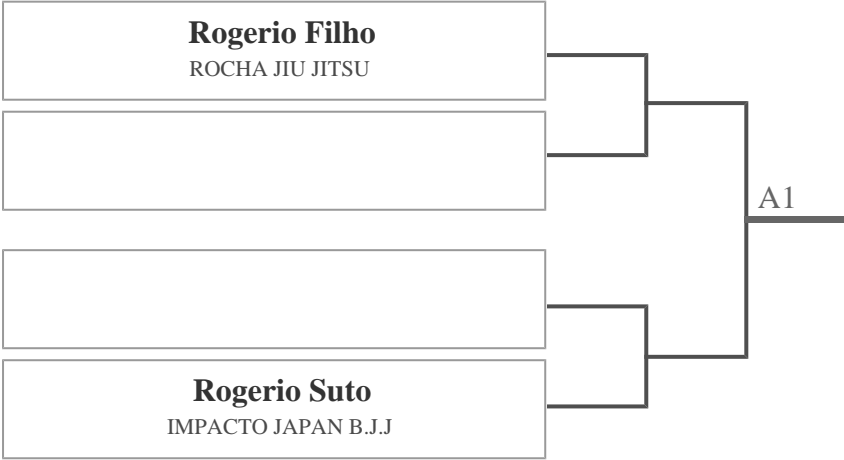 Rogerio Filho
ROCHA JIU JITSU
A1
Rogerio Suto
IMPACTO JAPAN B.J.J